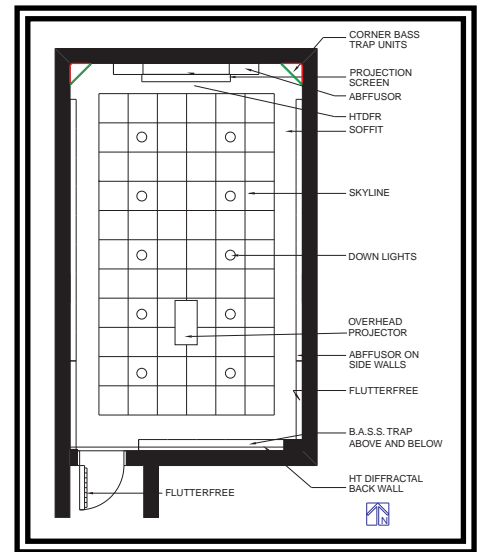 CORNER BASS
TRAP UNITS
PROJECTION
SCREEN
ABFFUSOR
HTDFR
SOFFIT
SKYLINE
DOWN LIGHTS
OVERHEAD
PROJECTOR
ABFFUSOR ON
SIDE WALLS
FLUTTERFREE
B.A.S.S. TRAP
ABOVE AND BELOW
HT DIFFRACTAL
BACK WALL
FLUTTERFREE
N